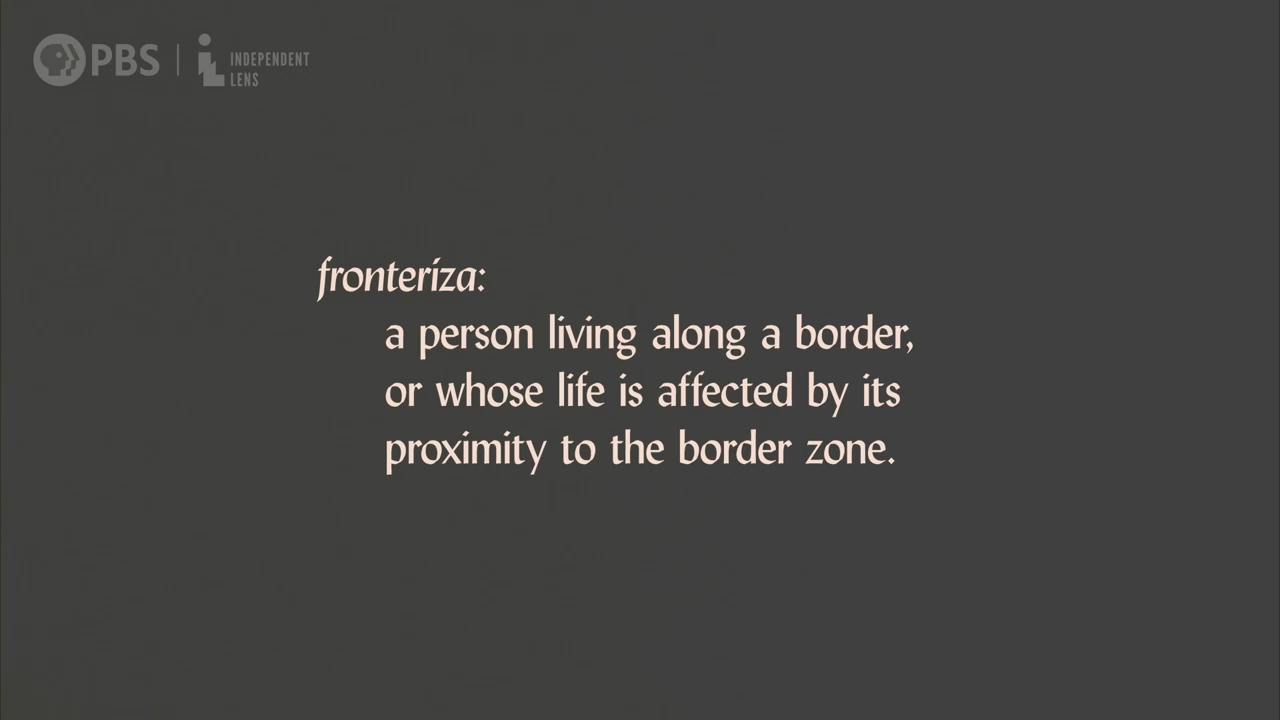 PBS
INDEPENDENT
LENS
fronteriza:
a person living along a border,
or whose life is affected by its
proximity to the border zone.